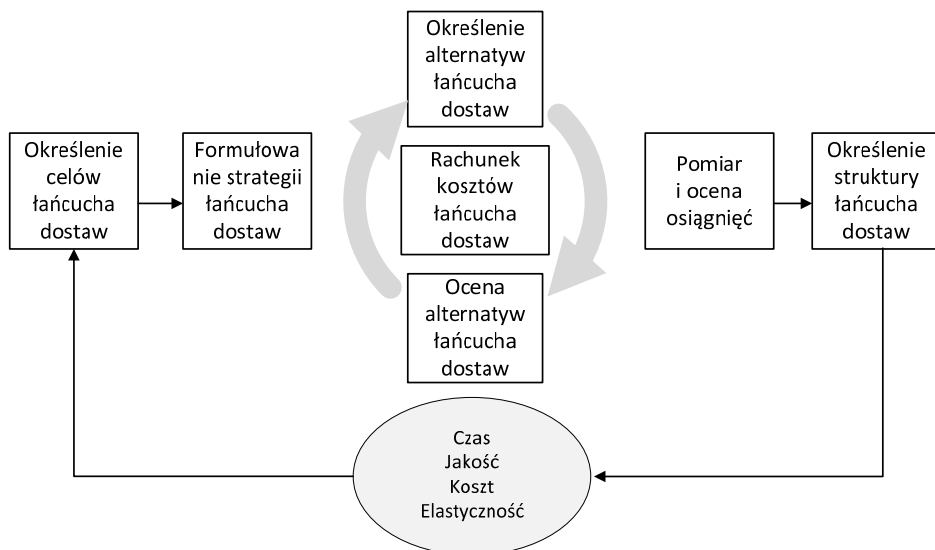 Określenie
alternatyw
łańcucha
dostaw
Określenie
celów
łańcucha
dostaw
Formułowa
nie strategii
łańcucha
dostaw
Rachunek
kosztów
łańcucha
dostaw
Pomiar
i ocena
osiągnięć
Określenie
struktury
łańcucha
dostaw
Ocena
alternatyw
łańcucha
dostaw
Czas
Jakość
Koszt
Elastyczność